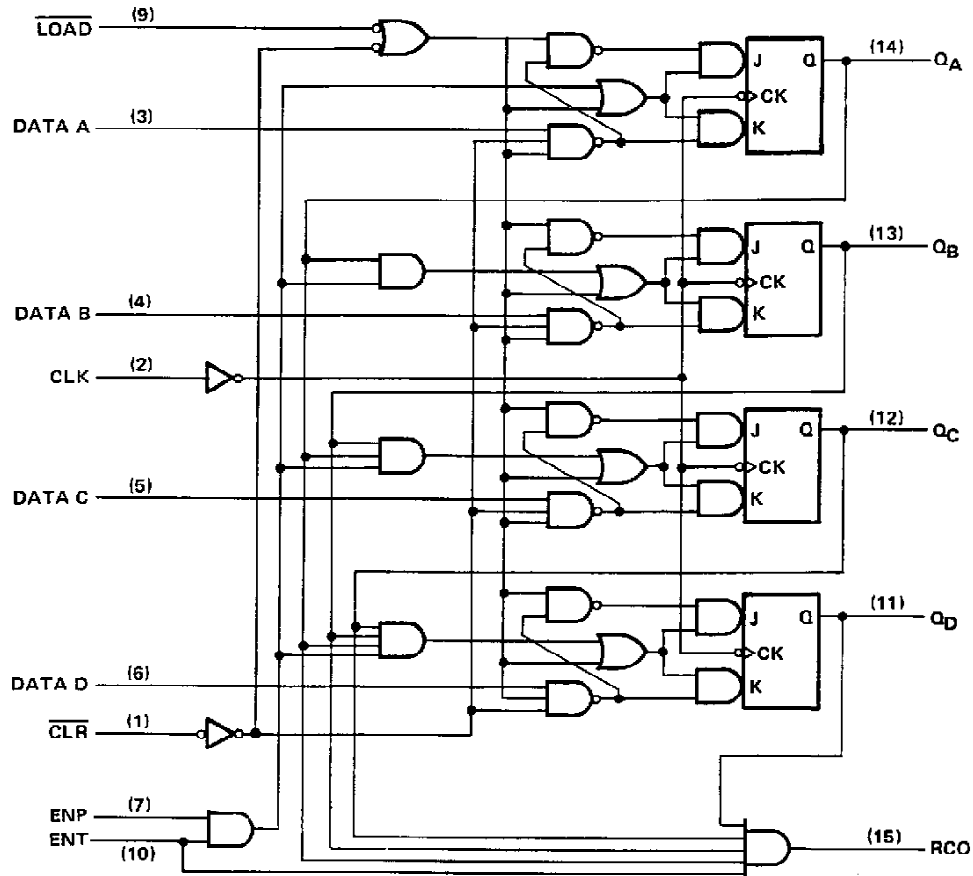 LOAD (9)
J Q (14) QA
CK
DATA A (3) K
J Q (13) QB
CK
DATA B (4) K
CLK (2)
J Q (12) QC
CK
DATA C (5) K
J Q (11) QD
CK
DATA D (6) K
CLR (1)
ENP (7)
ENT (10)
(15) RCO